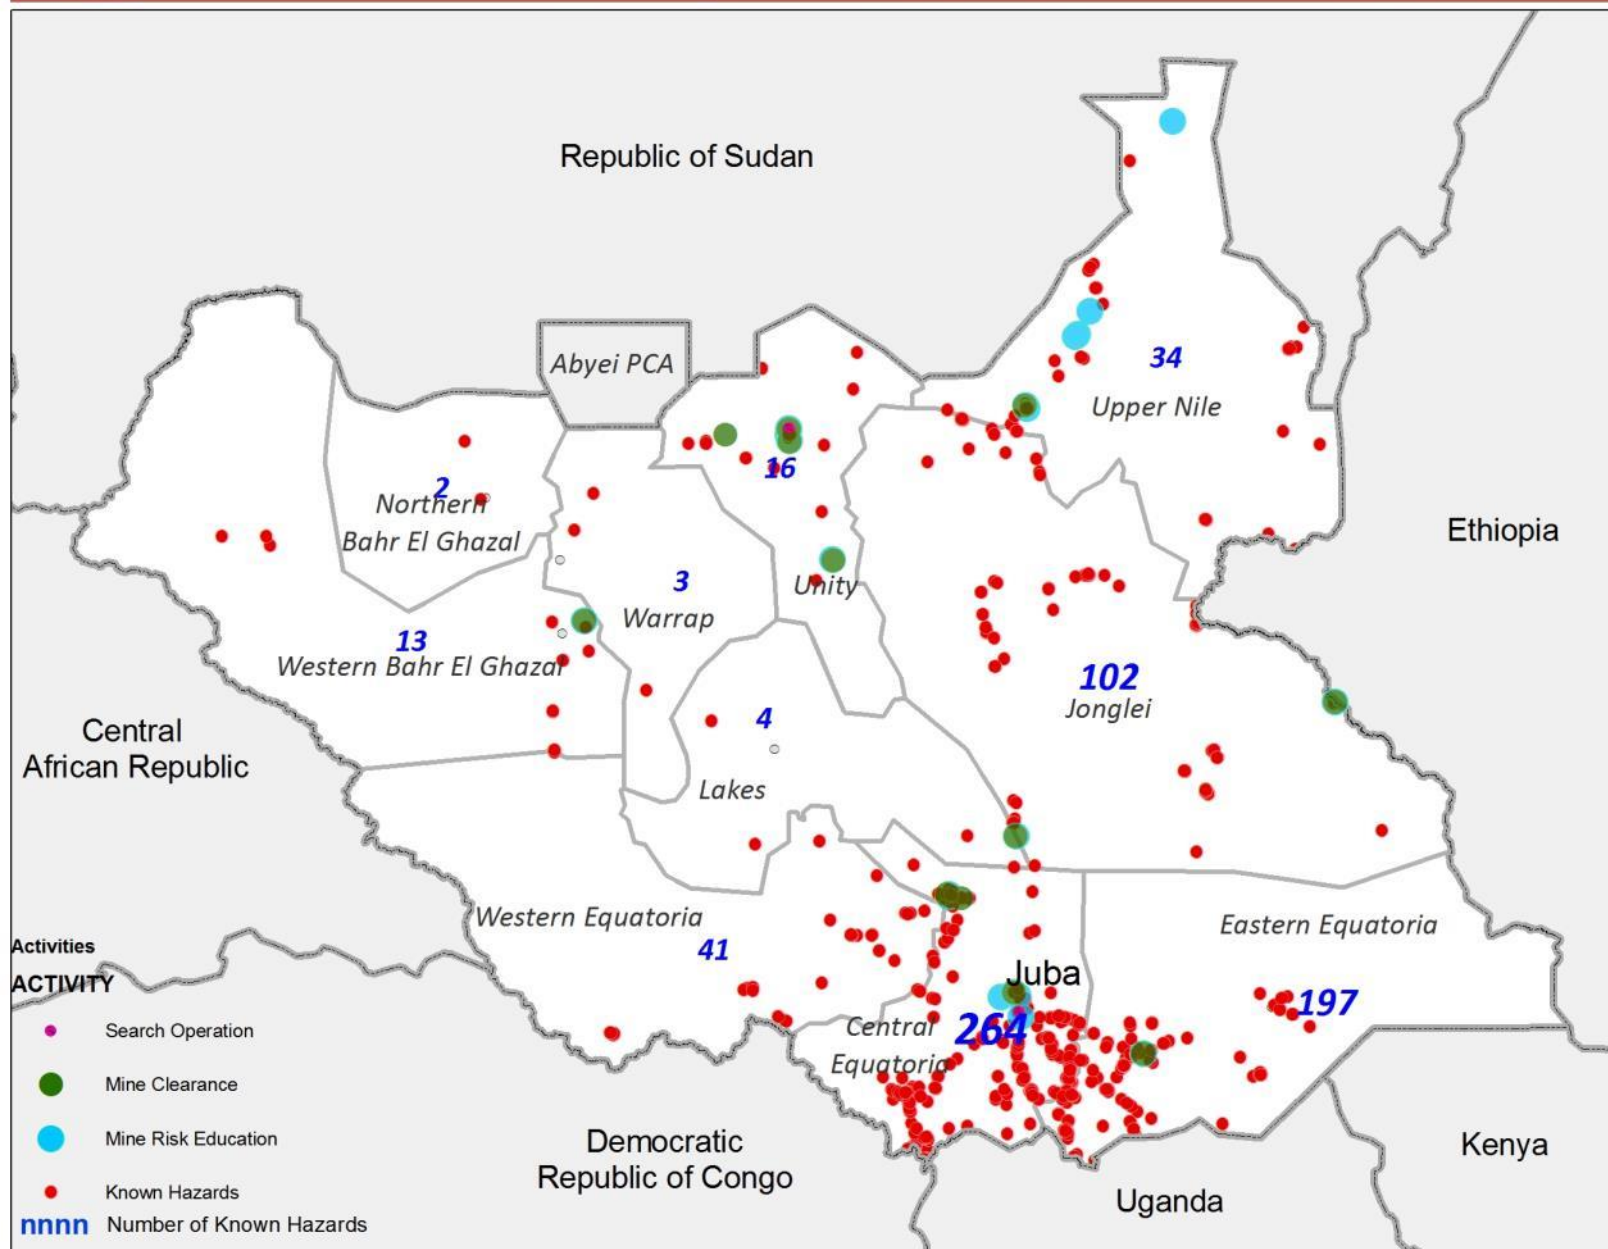 Republic of Sudan
Abyei PCA
34
Upper Nile
16
2
Northern
Bahr El Ghazal
Ethiopia
3
Warrap
Unity
13
Western Bahr El Ghazal
102
Jonglei
4
Lakes
Central
African Republic
Western Equatoria
41
Eastern Equatoria
197
Juba
264
Central
Equatoria
Activities
ACTIVITY
Search Operation
Mine Clearance
Mine Risk Education
Known Hazards
nnnn Number of Known Hazards
Democratic
Republic of Congo
Uganda
Kenya